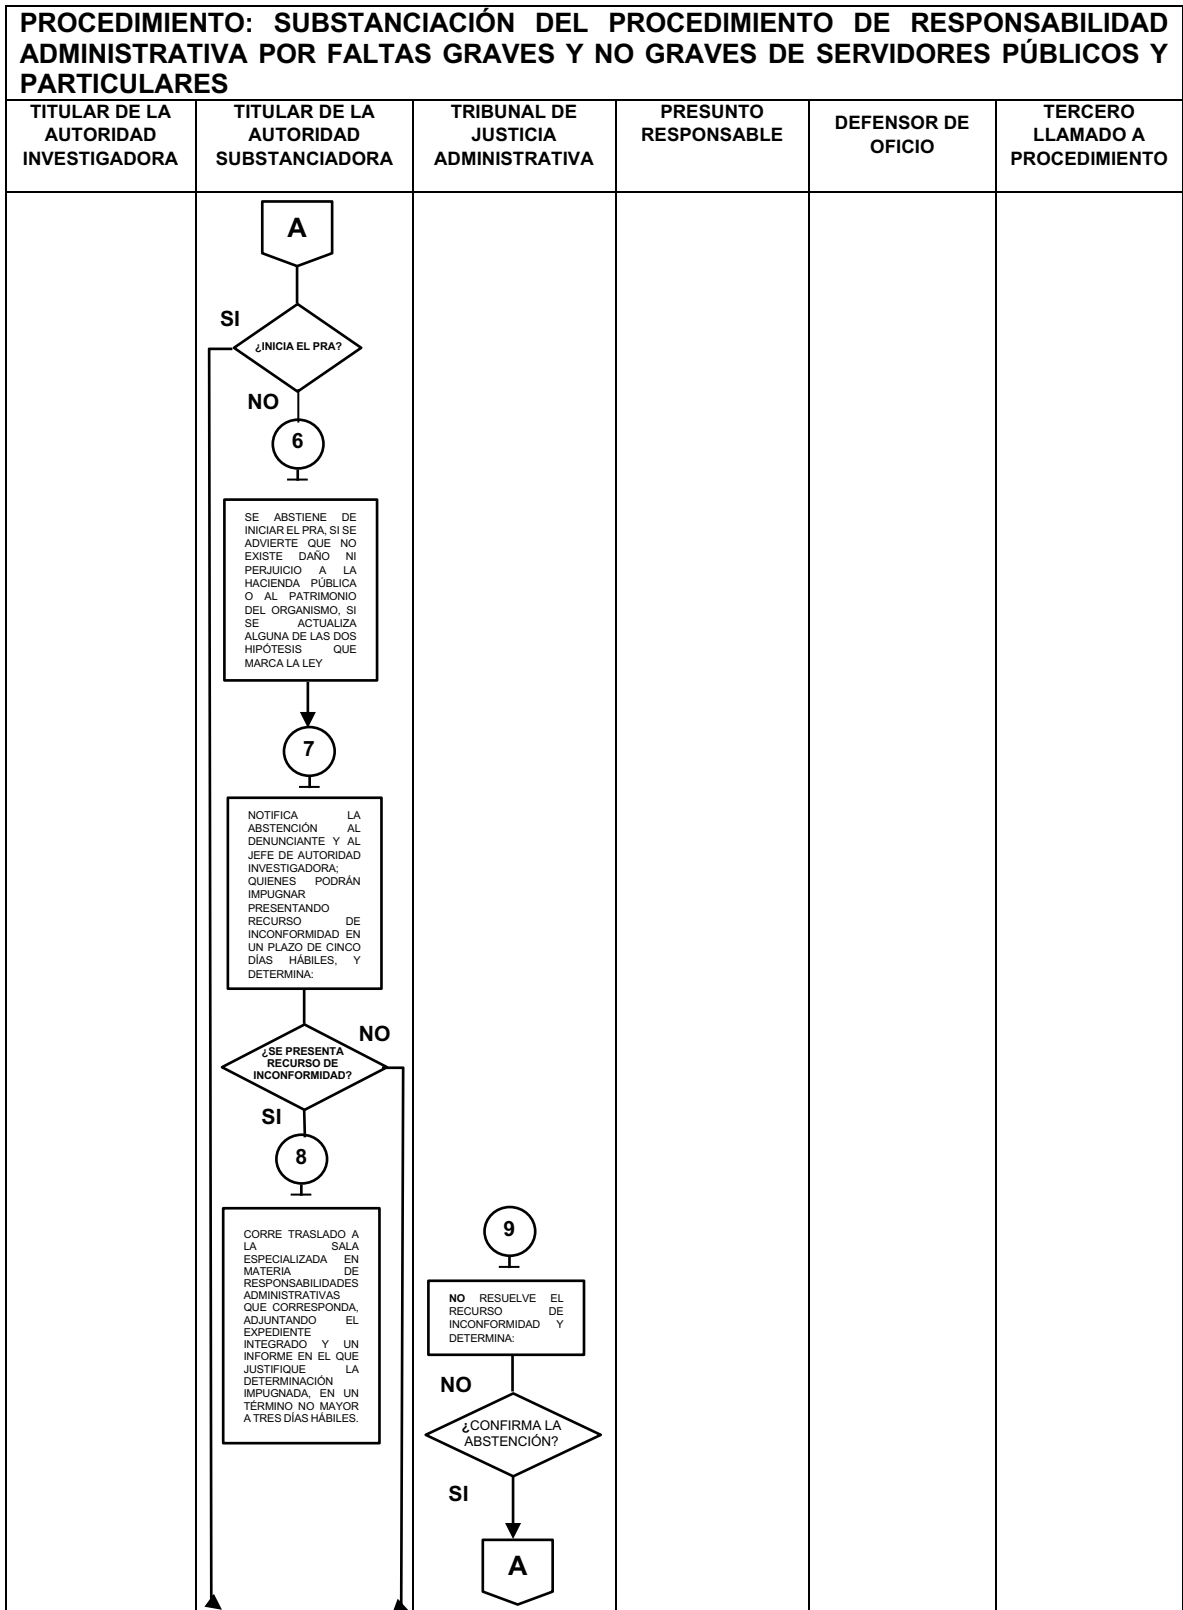 PROCEDIMIENTO: SUBSTANCIACIÓN DEL PROCEDIMIENTO DE RESPONSABILIDAD
ADMINISTRATIVA POR FALTAS GRAVES Y NO GRAVES DE SERVIDORES PÚBLICOS Y
PARTICULARES
TITULAR DE LA
AUTORIDAD
INVESTIGADORA
TITULAR DE LA
AUTORIDAD
SUBSTANCIADORA
TRIBUNAL DE
JUSTICIA
ADMINISTRATIVA
PRESUNTO
RESPONSABLE
DEFENSOR DE
OFICIO
TERCERO
LLAMADO A
PROCEDIMIENTO
A
SI
¿INICIA EL PRA?
NO
6
SE ABSTIENE DE
INICIAR EL PRA, SI SE
ADVIERTE QUE NO
EXISTE DAÑO NI
PERJUICIO A LA
HACIENDA PÚBLICA
O AL PATRIMONIO
DEL ORGANISMO, SI
SE ACTUALIZA
ALGUNA DE LAS DOS
HIPÓTESIS QUE
MARCA LA LEY
7
NOTIFICA LA
ABSTENCIÓN AL
DENUNCIANTE Y AL
JEFE DE AUTORIDAD
INVESTIGADORA;
QUIENES PODRÁN
IMPUGNAR
PRESENTANDO
RECURSO DE
INCONFORMIDAD EN
UN PLAZO DE CINCO
DÍAS HÁBILES, Y
DETERMINA:
NO
¿SE PRESENTA
RECURSO DE
INCONFORMIDAD?
SI
8
CORRE TRASLADO A
LA SALA
ESPECIALIZADA EN
MATERIA DE
RESPONSABILIDADES
ADMINISTRATIVAS
QUE CORRESPONDA,
ADJUNTANDO EL
EXPEDIENTE
INTEGRADO Y UN
INFORME EN EL QUE
JUSTIFIQUE LA
DETERMINACIÓN
IMPUGNADA, EN UN
TÉRMINO NO MAYOR
A TRES DÍAS HÁBILES.
9
NO RESUELVE EL
RECURSO DE
INCONFORMIDAD Y
DETERMINA:
NO
¿CONFIRMA LA
ABSTENCIÓN?
SI
A